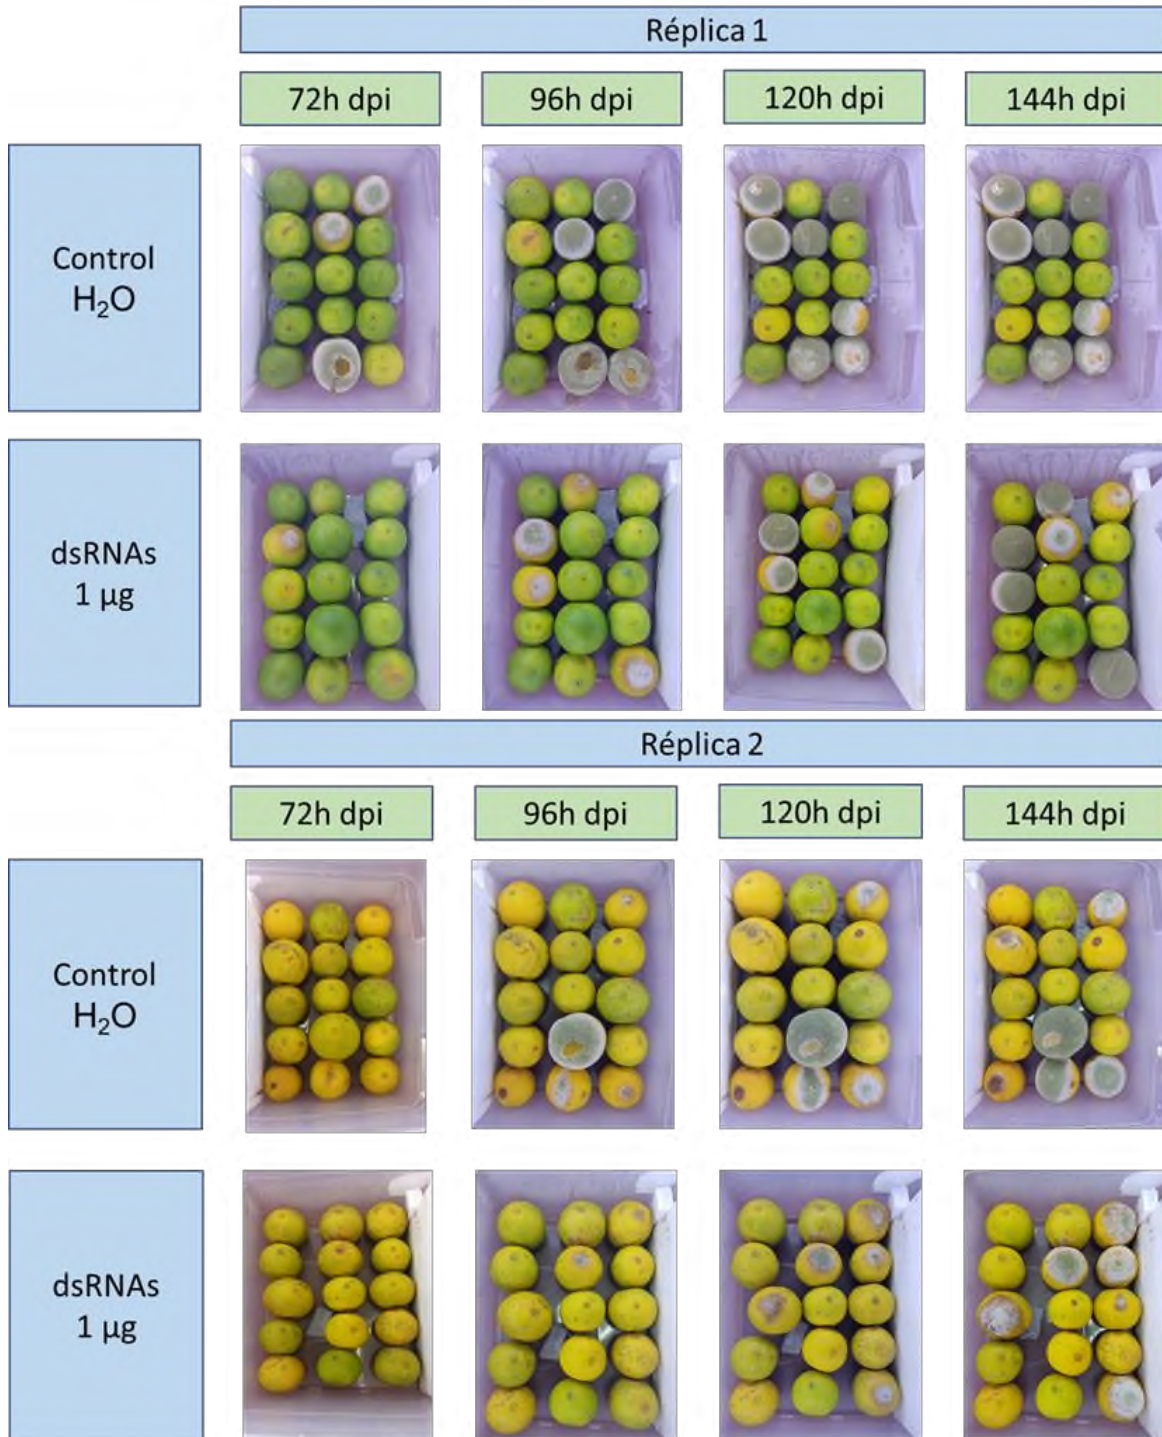 Réplica 1
72h dpi
96h dpi
120h dpi
144h dpi
Control
H₂O
dsRNAs
1 µg
Réplica 2
72h dpi
96h dpi
120h dpi
144h dpi
Control
H₂O
dsRNAs
1 µg